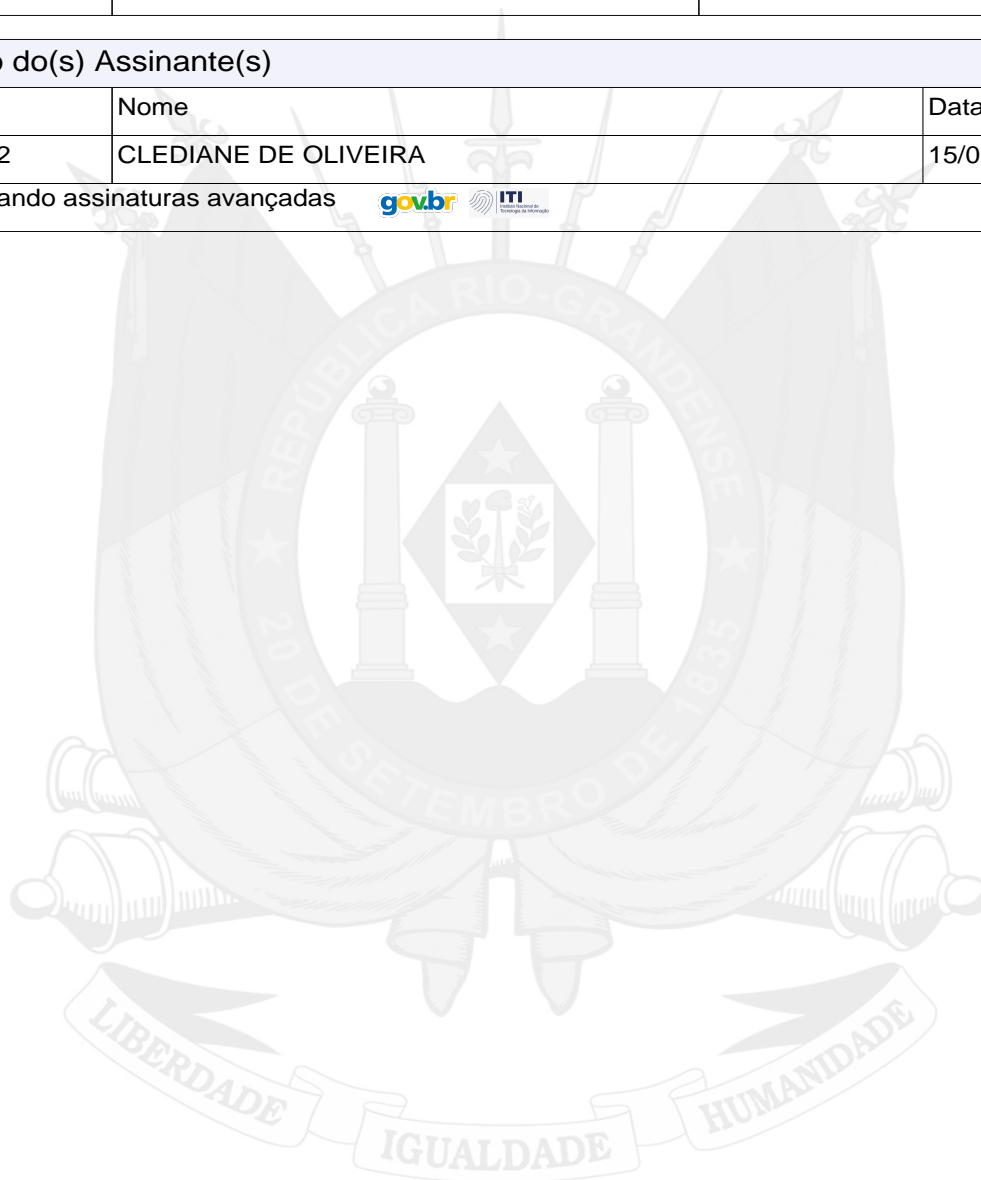 o do(s) Assinante(s)
Nome
Data
2
CLEDIANE DE OLIVEIRA
15/0
ando assinaturas avançadas
gov.br
ITI
REPÚBLICA RIO-GRANDENSE
20 DE SETEMBRO DE 1835
LIBERDADE
IGUALDADE
HUMANIDADE